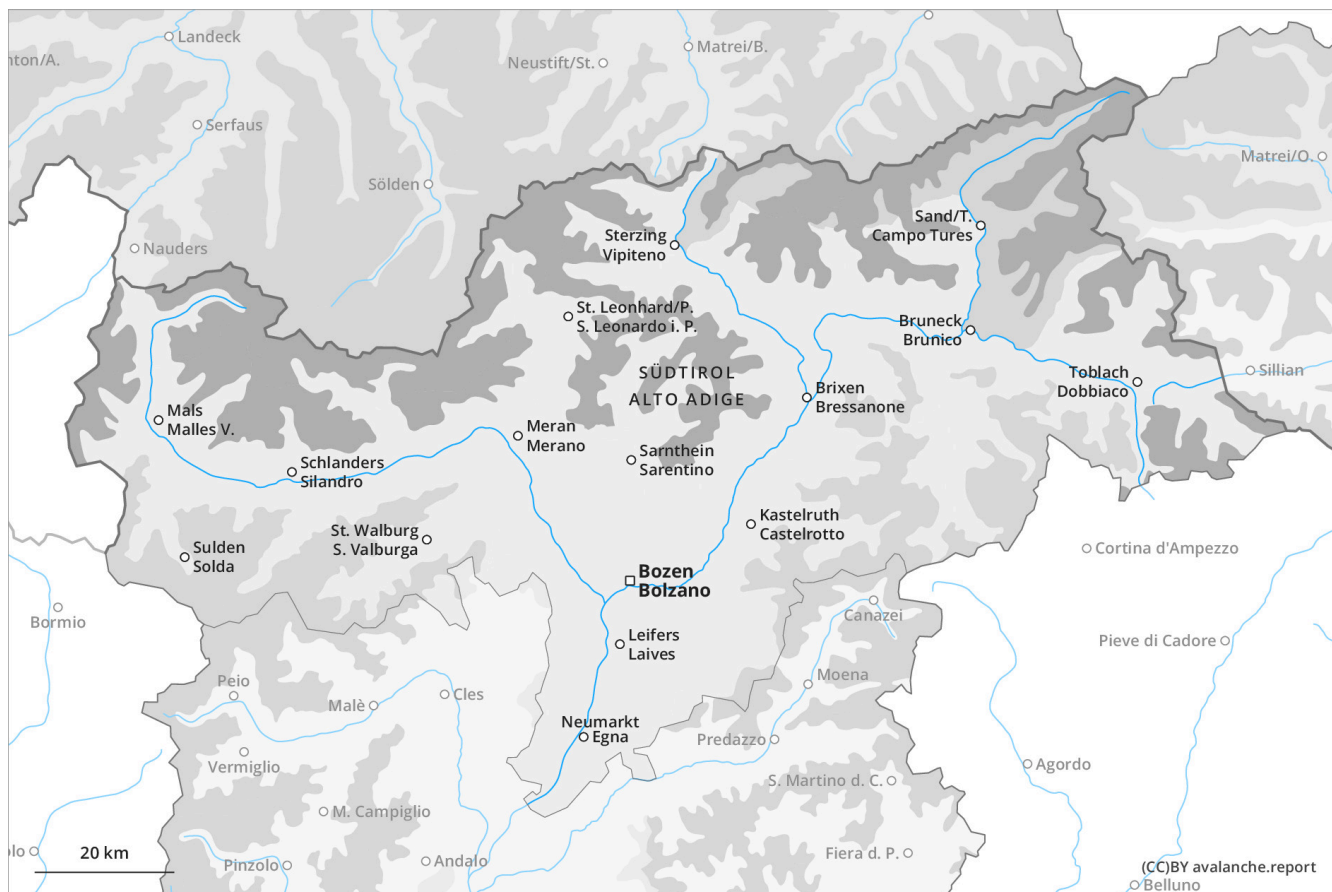 Landeck
nton/A.
Matrei/B.
Neustift/St.
Serfaus
Matrei/O.
Sölden
Sand/T.
Campo Tures
Sterzing
Vipiteno
Nauders
St. Leonhard/P.
S. Leonardo i. P.
Bruneck
Brunico
SÜDTIROL
ALTO ADIGE
Toblach
Dobbiaco
Sillian
Brixen
Bressanone
Mals
Malles V.
Meran
Merano
Schlanders
Silandro
Sarnthein
Sarentino
Kastelruth
Castelrotto
St. Walburg
S. Valburga
Sulden
Solda
Cortina d'Ampezzo
Bozen
Bolzano
Bormio
Canazei
Leifers
Laives
Pieve di Cadore
Peio
Moena
Cles
Malè
Neumarkt
Egna
Predazzo
Vermiglio
Agordo
S. Martino d. C.
M. Campiglio
olo
20 km
Pinzolo
Andalo
Fiera d. P.
(CC)BY avalanche.report
Belluno